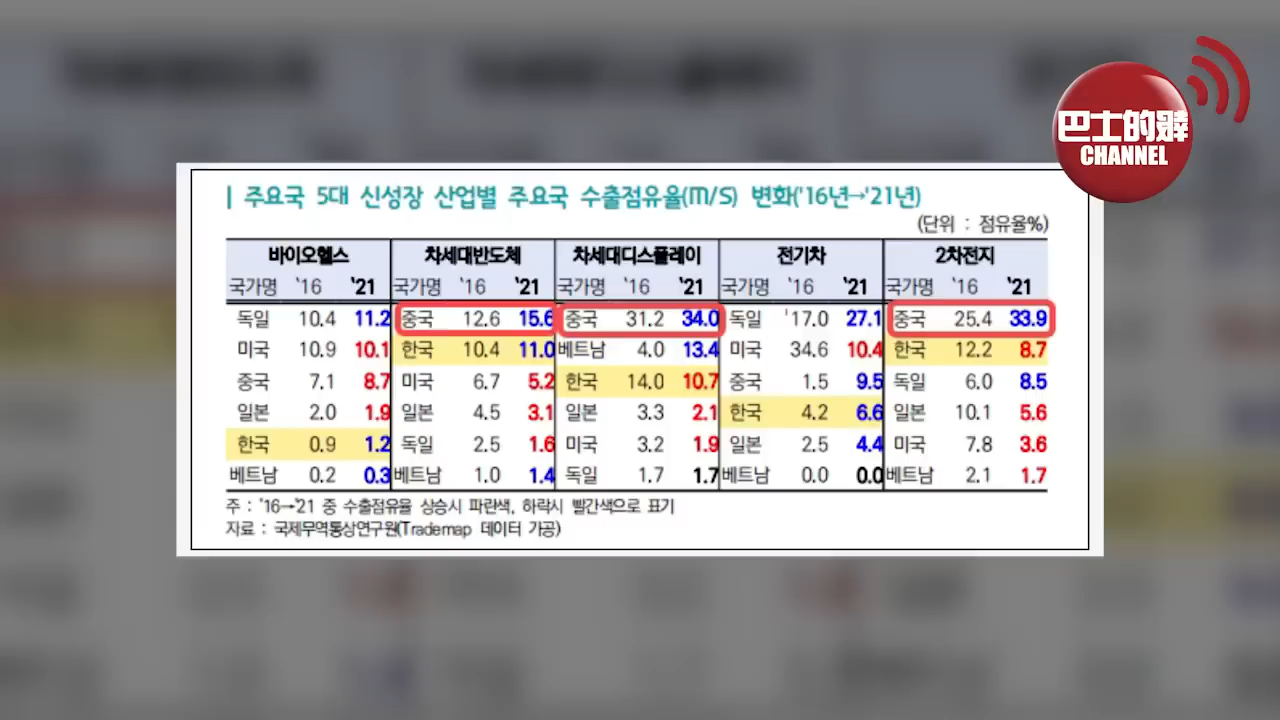 巴士的報
CHANNEL
| 주요국 5대 신성장 산업별 주요국 수출점유율(M/S) 변화('16년→'21년)
(단위 : 점유율%)
바이오헬스 차세대반도체 차세대디스플레이 전기차 2차전지
국가명 '16 '21 국가명 '16 '21 국가명 '16 '21 국가명 '16 '21 국가명 '16 '21
독일 10.4 11.2 중국 12.6 15.6 중국 31.2 34.0 독일 '17.0 27.1 중국 25.4 33.9
미국 10.9 10.1 한국 10.4 11.0 베트남 4.0 13.4 미국 34.6 10.4 한국 12.2 8.7
중국 7.1 8.7 미국 6.7 5.2 한국 14.0 10.7 중국 1.5 9.5 독일 6.0 8.5
일본 2.0 1.9 일본 4.5 3.1 일본 3.3 2.1 한국 4.2 6.6 일본 10.1 5.6
한국 0.9 1.2 독일 2.5 1.6 미국 3.2 1.9 일본 2.5 4.4 미국 7.8 3.6
베트남 0.2 0.3 베트남 1.0 1.4 독일 1.7 1.7 베트남 0.0 0.0 베트남 2.1 1.7
주 : '16→'21 중 수출점유율 상승시 파란색, 하락시 빨간색으로 표기
자료 : 국제무역통상연구원(Trademap 데이터 가공)